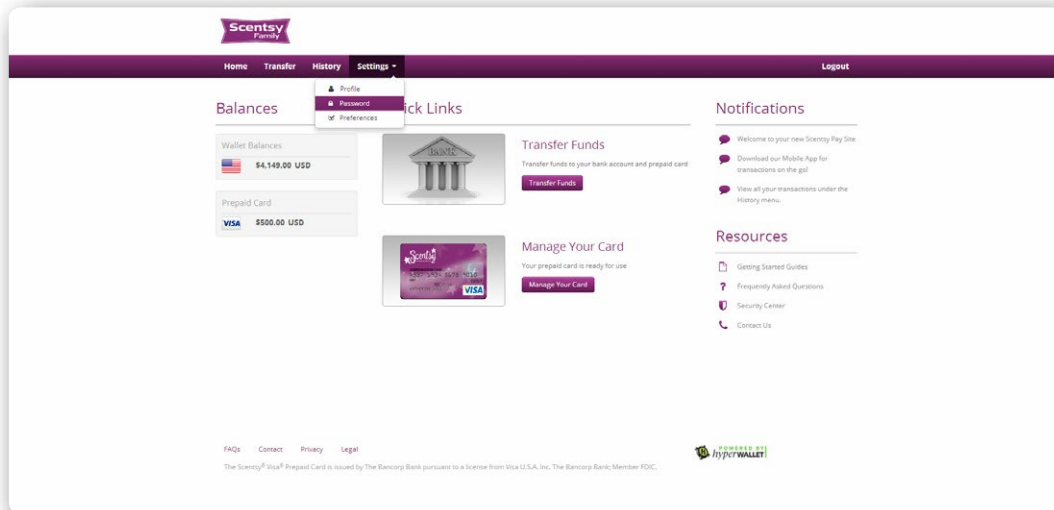 Scentsy
Family
Home Transfer History Settings Logout
Profile
Password
Preferences
Balances
ick Links
Notifications
Wallet Balances
$4,149.00 USD
Prepaid Card
VISA $500.00 USD
BANK
Transfer Funds
Transfer funds to your bank account and prepaid card
Transfer Funds
Scentsy
VISA
Manage Your Card
Your prepaid card is ready for use
Manage Your Card
Welcome to your new Scentsy Pay Site
Download our Mobile App for
transactions on the go!
View all your transactions under the
History menu.
Resources
Getting Started Guides
Frequently Asked Questions
Security Center
Contact Us
FAQs Contact Privacy Legal
The Scentsy® Visa® Prepaid Card is issued by The Bancorp Bank pursuant to a license from Visa U.S.A. Inc. The Bancorp Bank; Member FDIC.
POWERED BY
hyperWALLET